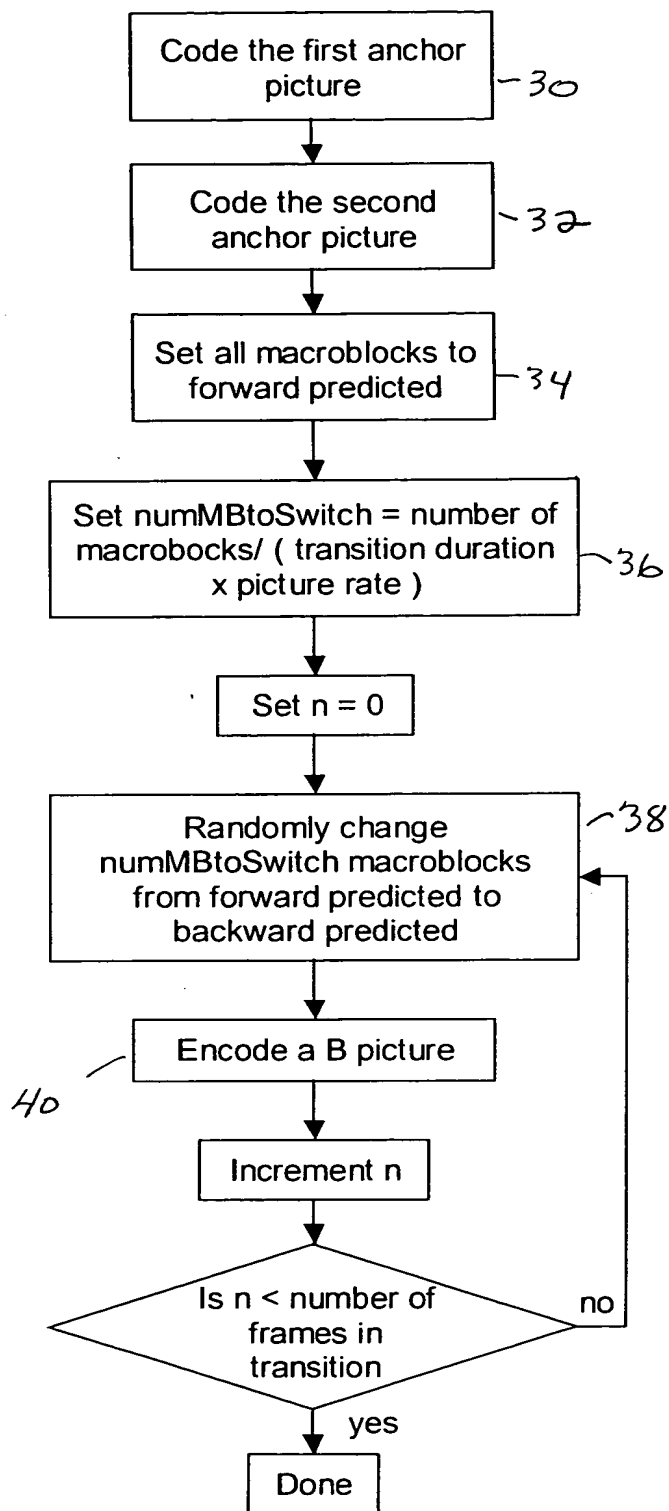 Code the first anchor
picture
30
Code the second
anchor picture
32
Set all macroblocks to
forward predicted
34
Set numMBtoSwitch = number of
macrobocks/ ( transition duration
x picture rate )
36
Set n = 0
Randomly change
numMBtoSwitch macroblocks
from forward predicted to
backward predicted
38
Encode a B picture
40
Increment n
Is n < number of
frames in
transition
no
yes
Done